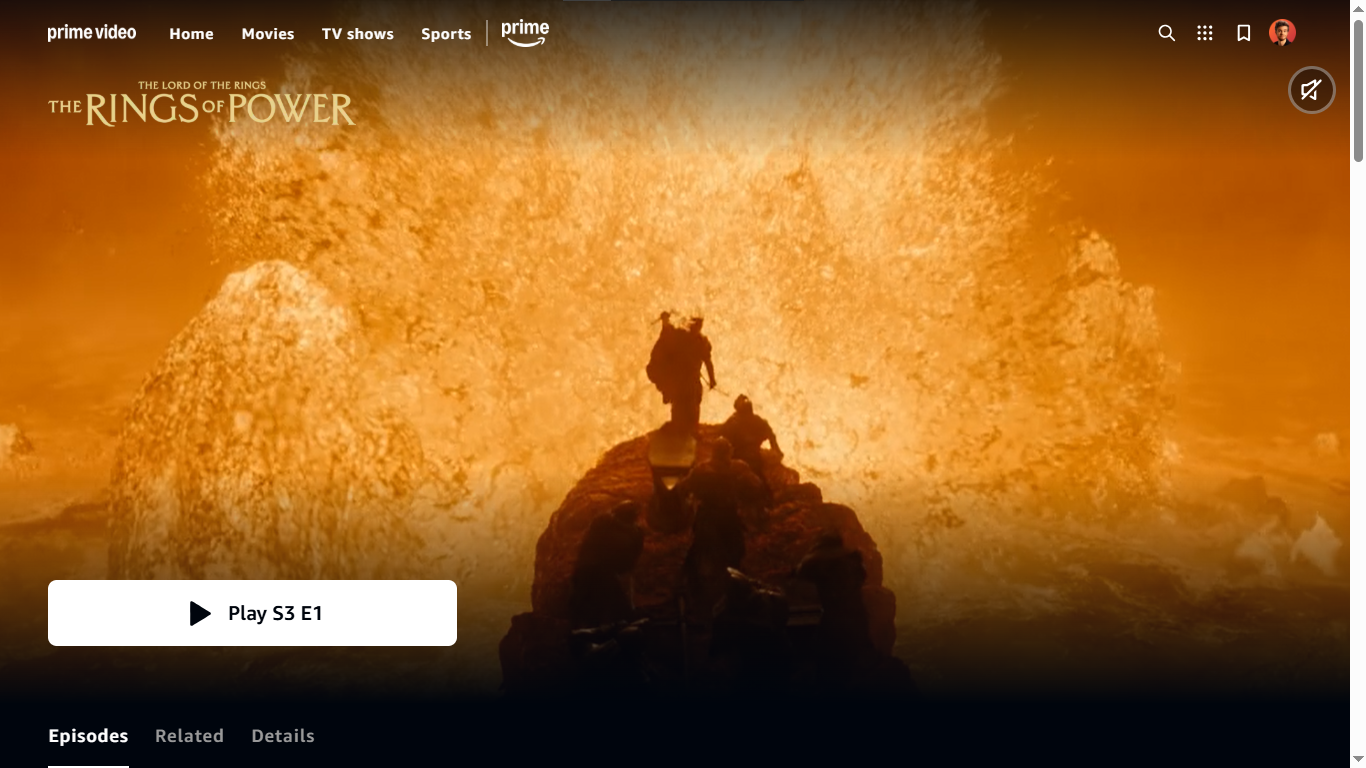 prime video Home Movies TV shows Sports prime
THE LORD OF THE RINGS
THE RINGS OF POWER
Play S3 E1
Episodes Related Details